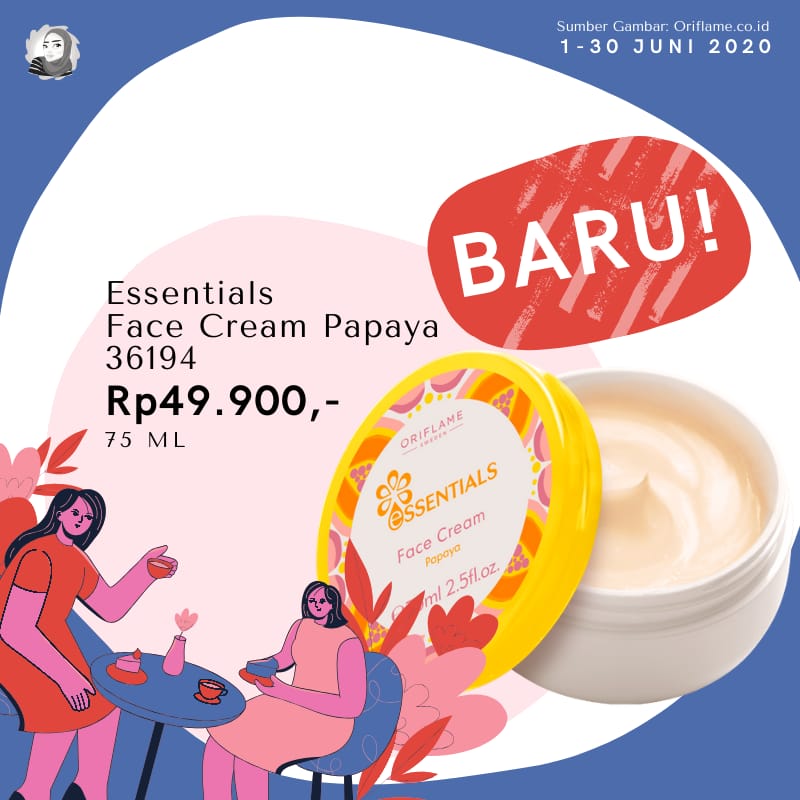 Sumber Gambar: Oriflame.co.id
1-30 JUNI 2020
BARU!
Essentials
Face Cream Papaya
36194
Rp49.900,-
75 ML
ORIFLAME
SWEDEN
eSSENTIALS
Face Cream
Papaya
ml 2.5fl.oz.